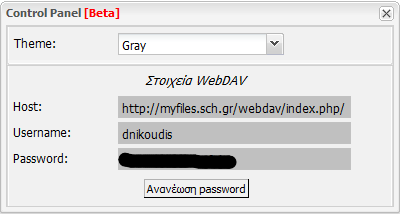 Control Panel [Beta]
Theme: Gray
Στοιχεία WebDAV
Host: http://myfiles.sch.gr/webdav/index.php/
Username: dnikoudis
Password:
Ανανέωση password